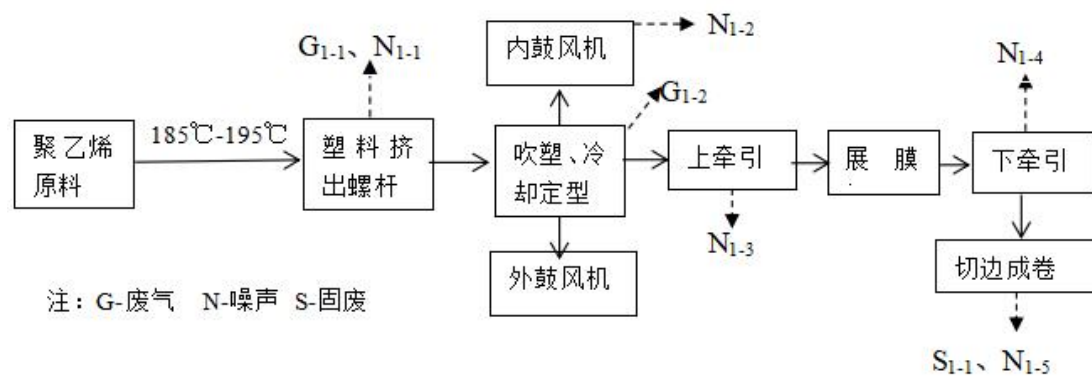 G1-1、N1-1
内鼓风机
N1-2
G1-2
N1-4
聚乙烯
原料
185℃-195℃
塑料挤
出螺杆
吹塑、冷
却定型
上牵引
展 膜
下牵引
N1-3
外鼓风机
切边成卷
注：G-废气 N-噪声 S-固废
S1-1、N1-5